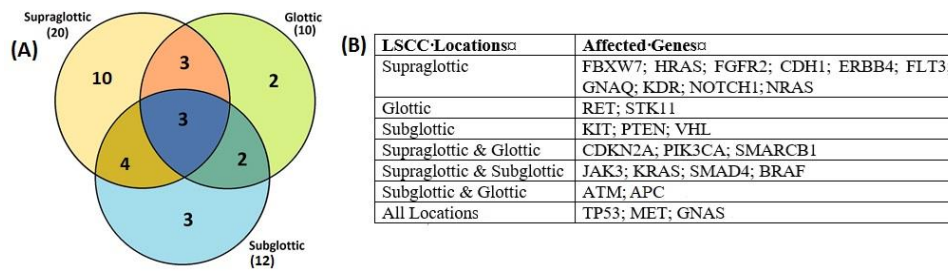 Supraglottic
(20)
Glottic
(10)
(A)
10
3
2
3
4
2
3
Subglottic
(12)
(B)
LSCC·Locations¤ Affected·Genes¤
Supraglottic FBXW7; HRAS; FGFR2; CDH1; ERBB4; FLT3;
GNAQ; KDR; NOTCH1; NRAS
Glottic RET; STK11
Subglottic KIT; PTEN; VHL
Supraglottic & Glottic CDKN2A; PIK3CA; SMARCB1
Supraglottic & Subglottic JAK3; KRAS; SMAD4; BRAF
Subglottic & Glottic ATM; APC
All Locations TP53; MET; GNAS